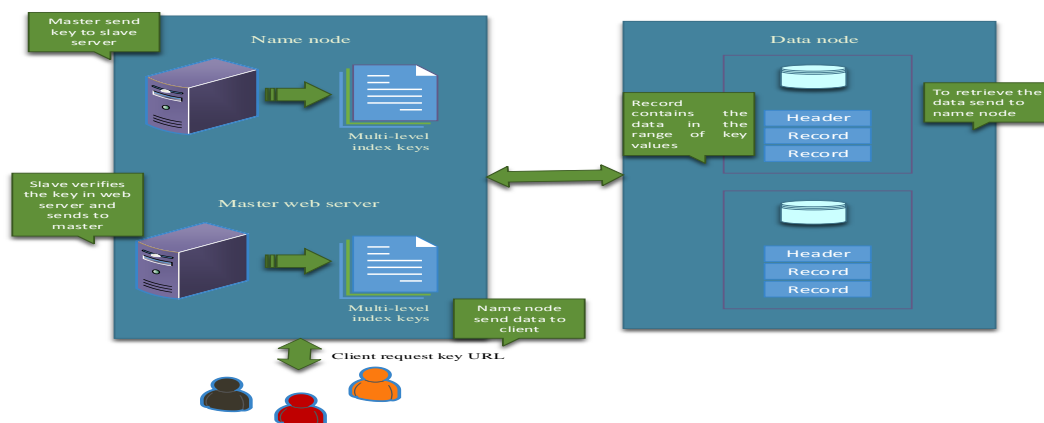 Master send
key to slave
server
Name node
Multi-level
index keys
Slave verifies
the key in web
server and
sends to
master
Master web server
Multi-level
index keys
Name node
send data to
client
Client request key URL
Data node
Record
contains the
data in the
range of key
values
Header
Record
Record
To retrieve the
data send to
name node
Header
Record
Record